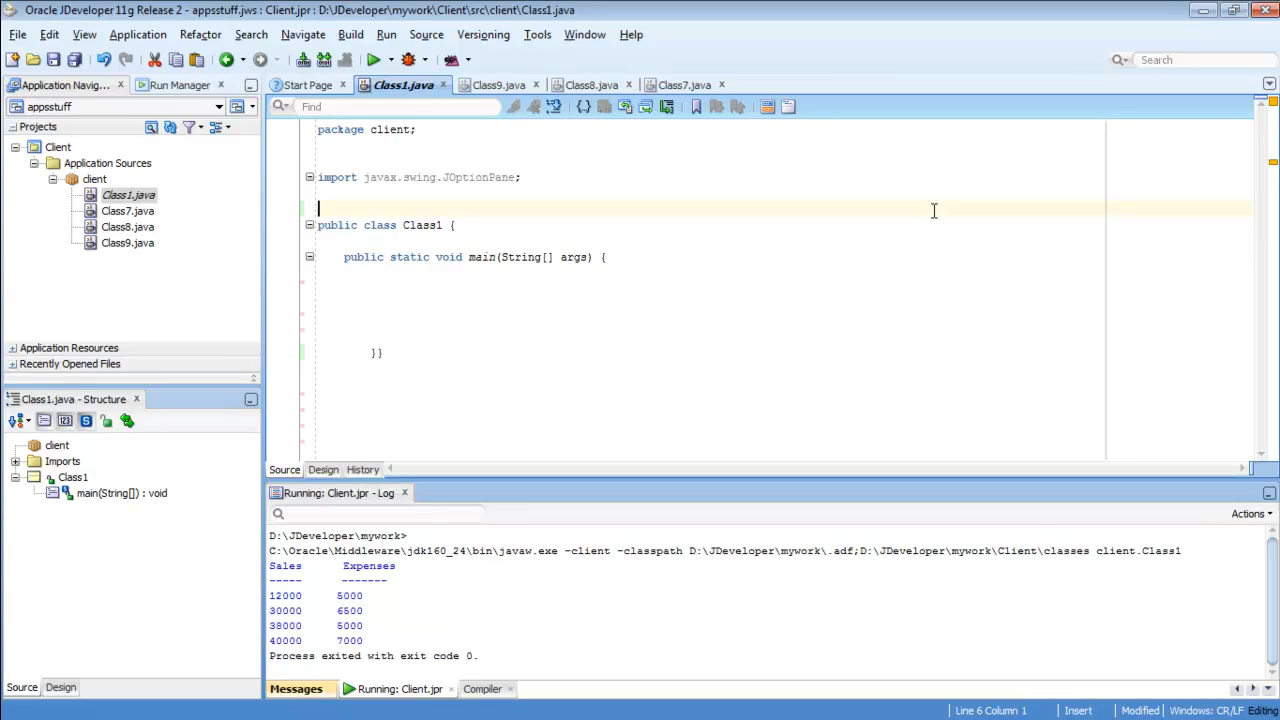 Oracle JDeveloper 11g Release 2 - appsstuff.jws : Client.jpr : D:\JDeveloper\mywork\Client\src\client\Class1.java
File Edit View Application Refactor Search Navigate Build Run Source Versioning Tools Window Help
Search
Application Navig... Run Manager
Start Page Class1.java Class9.java Class8.java Class7.java
appsstuff
Find
Projects
Client
Application Sources
client
Class1.java
Class7.java
Class8.java
Class9.java
Application Resources
Recently Opened Files
package client;
import javax.swing.JOptionPane;
public class Class1 {
public static void main(String[] args) {
}}
Source Design History
Class1.java - Structure
client
Imports
Class1
main(String[]) : void
Source Design
Running: Client.jpr - Log
Actions
D:\JDeveloper\mywork>
C:\Oracle\Middleware\jdk160_24\bin\javaw.exe -client -classpath D:\JDeveloper\mywork\.adf;D:\JDeveloper\mywork\Client\classes client.Class1
Sales Expenses
----- -------
12000 5000
30000 6500
38000 5000
40000 7000
Process exited with exit code 0.
Messages Running: Client.jpr Compiler
Line 6 Column 1 Insert Modified Windows: CR/LF Editing